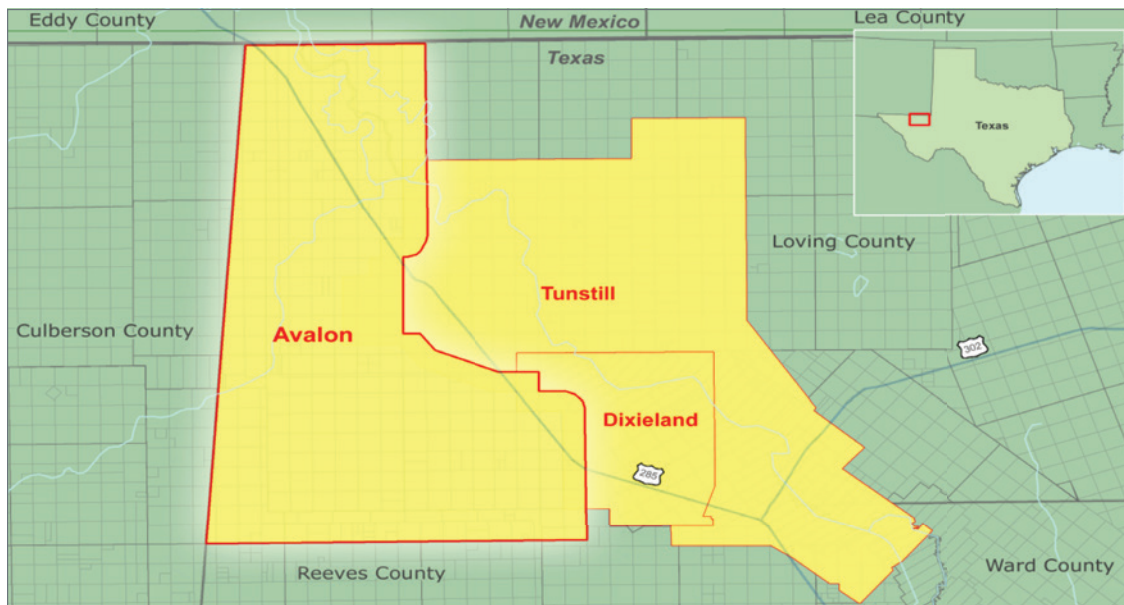 Eddy County
New Mexico
Lea County
Texas
Texas
Loving County
Tunstill
Culberson County
Avalon
302
Dixieland
285
Reeves County
Ward County